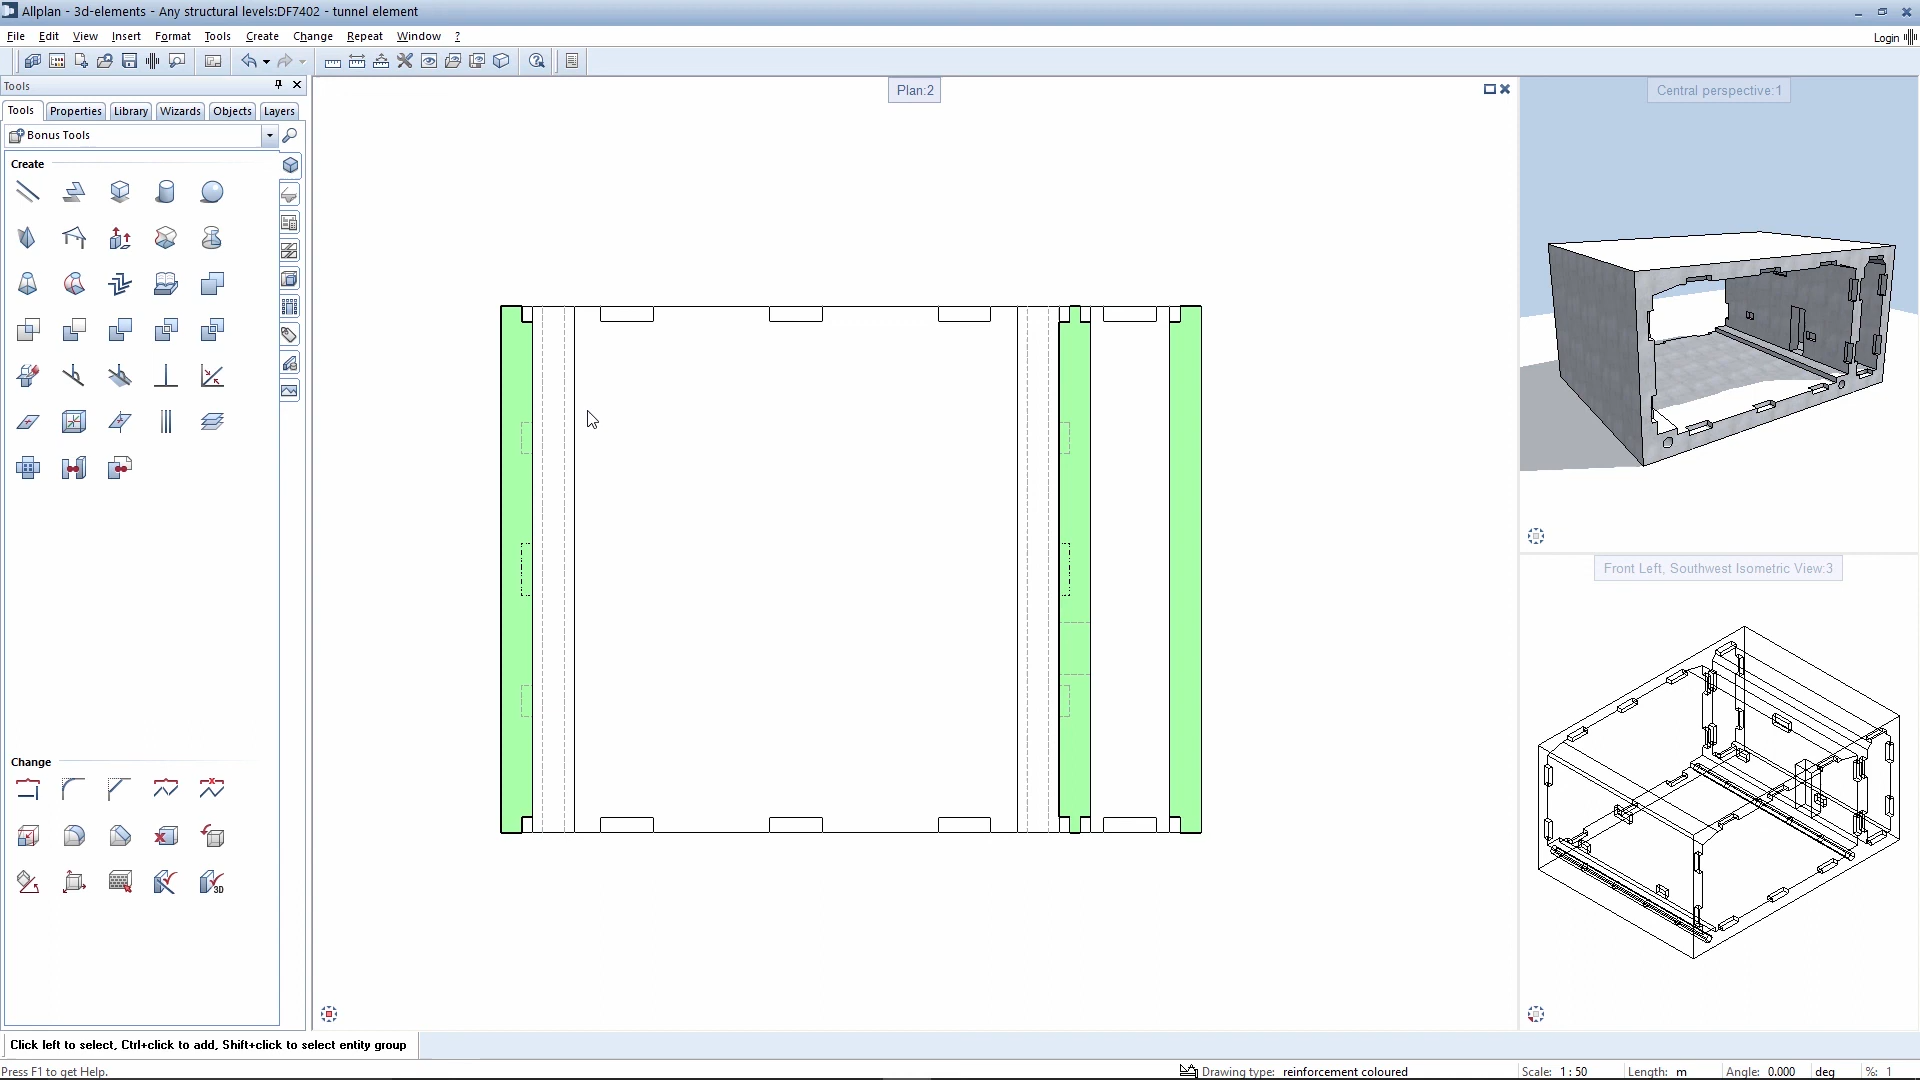 Allplan - 3d-elements - Any structural levels:DF7402 - tunnel element
File Edit View Insert Format Tools Create Change Repeat Window ?
Login
Tools
Tools Properties Library Wizards Objects Layers
Bonus Tools
Create
Change
3D
Plan:2
Central perspective:1
Front Left, Southwest Isometric View:3
Click left to select, Ctrl+click to add, Shift+click to select entity group
Press F1 to get Help.
Drawing type: reinforcement coloured
Scale: 1 : 50
Length: m
Angle: 0.000 deg
%: 1